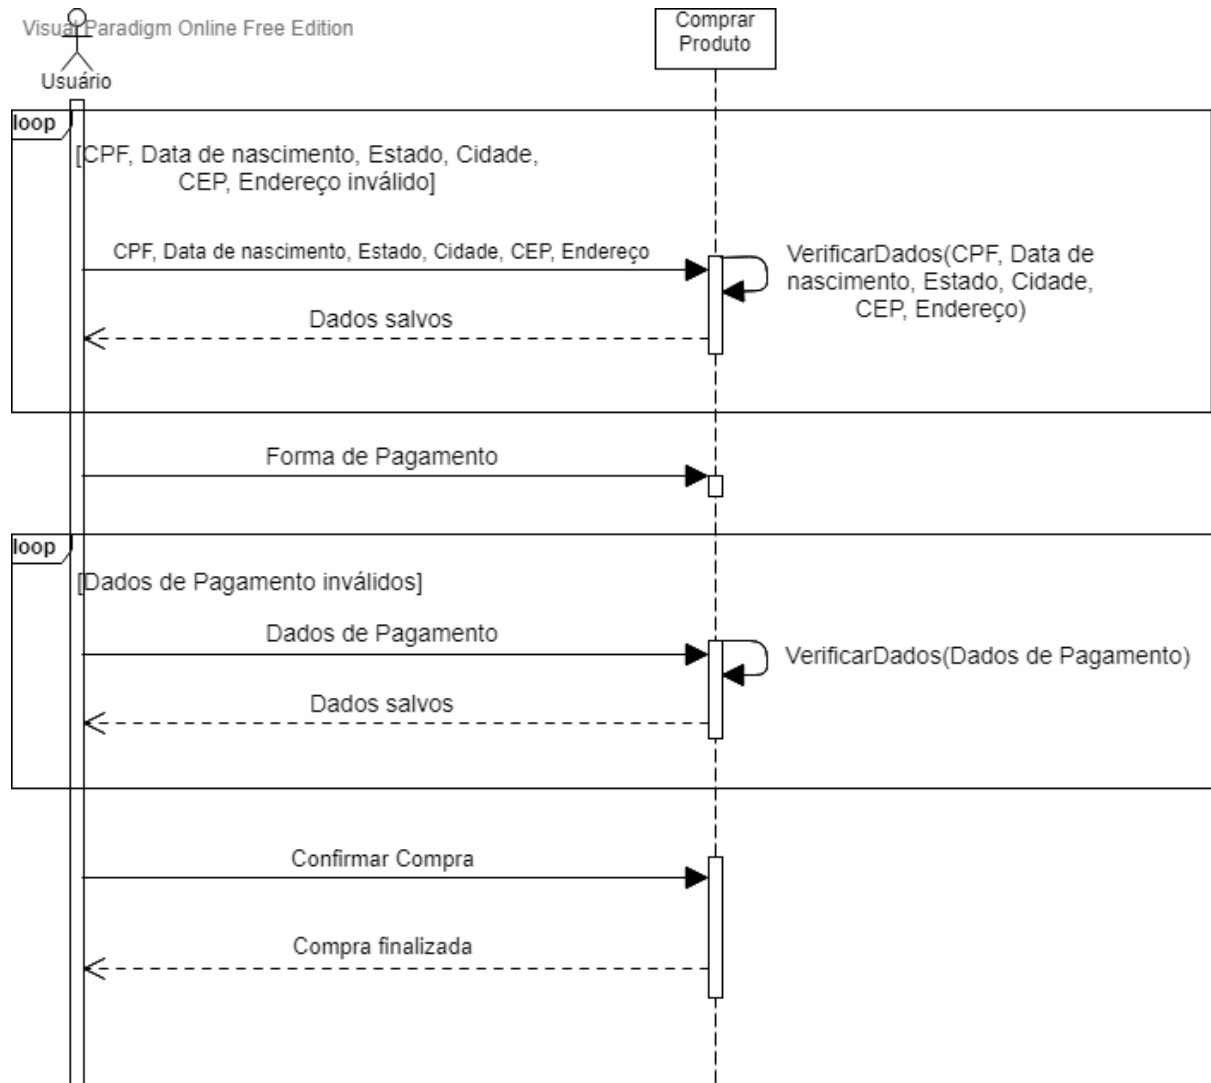 Visual Paradigm Online Free Edition
Comprar
Produto
Usuário
loop
[CPF, Data de nascimento, Estado, Cidade,
CEP, Endereço inválido]
CPF, Data de nascimento, Estado, Cidade, CEP, Endereço
VerificarDados(CPF, Data de
nascimento, Estado, Cidade,
CEP, Endereço)
Dados salvos
Forma de Pagamento
loop
[Dados de Pagamento inválidos]
Dados de Pagamento
VerificarDados(Dados de Pagamento)
Dados salvos
Confirmar Compra
Compra finalizada